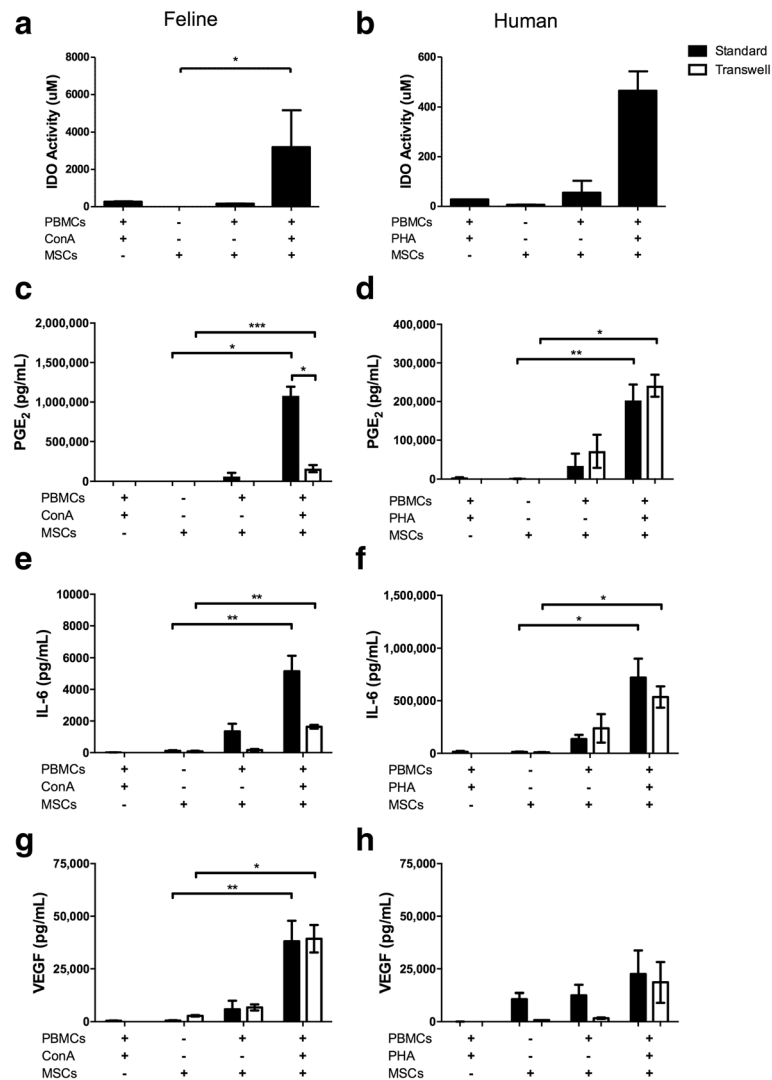 a Feline
8000
6000
4000
2000
0
IDO Activity (uM)
*
PBMCs + - + +
ConA + - - +
MSCs - + + +
b Human
600
400
200
0
IDO Activity (uM)
PBMCs + - + +
PHA + - - +
MSCs - + + +
Standard
Transwell
c
2,000,000
1,500,000
1,000,000
500,000
0
PGE2 (pg/mL)
***
*
*
PBMCs + - + +
ConA + - - +
MSCs - + + +
d
400,000
300,000
200,000
100,000
0
PGE2 (pg/mL)
*
**
PBMCs + - + +
PHA + - - +
MSCs - + + +
e
10000
8000
6000
4000
2000
0
IL-6 (pg/mL)
**
**
PBMCs + - + +
ConA + - - +
MSCs - + + +
f
1,500,000
1,000,000
500,000
0
IL-6 (pg/mL)
*
*
PBMCs + - + +
PHA + - - +
MSCs - + + +
g
75,000
50,000
25,000
0
VEGF (pg/mL)
*
**
PBMCs + - + +
ConA + - - +
MSCs - + + +
h
75,000
50,000
25,000
0
VEGF (pg/mL)
PBMCs + - + +
PHA + - - +
MSCs - + + +